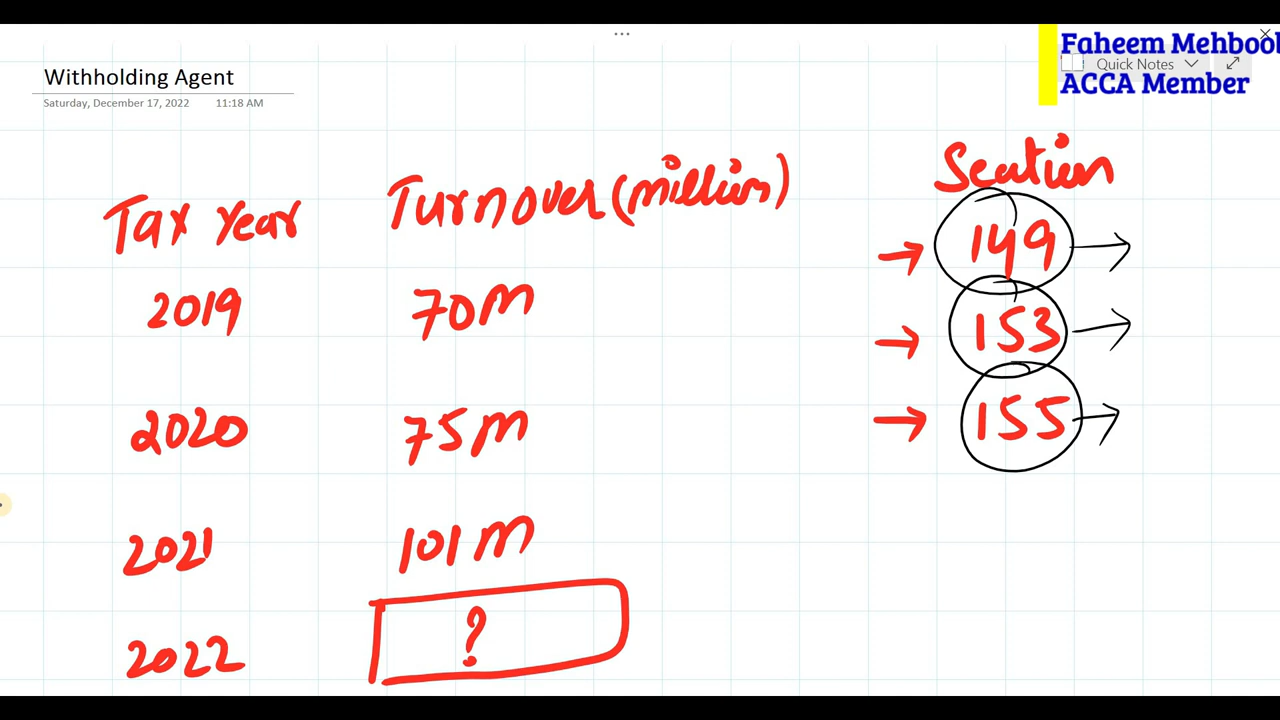 Faheem Mehboob
Quick Notes
ACCA Member
Withholding Agent
Saturday, December 17, 2022 11:18 AM
Tax Year Turnover (million)
2019 70M
2020 75M
2021 101M
2022 ?
Section
149
153
155